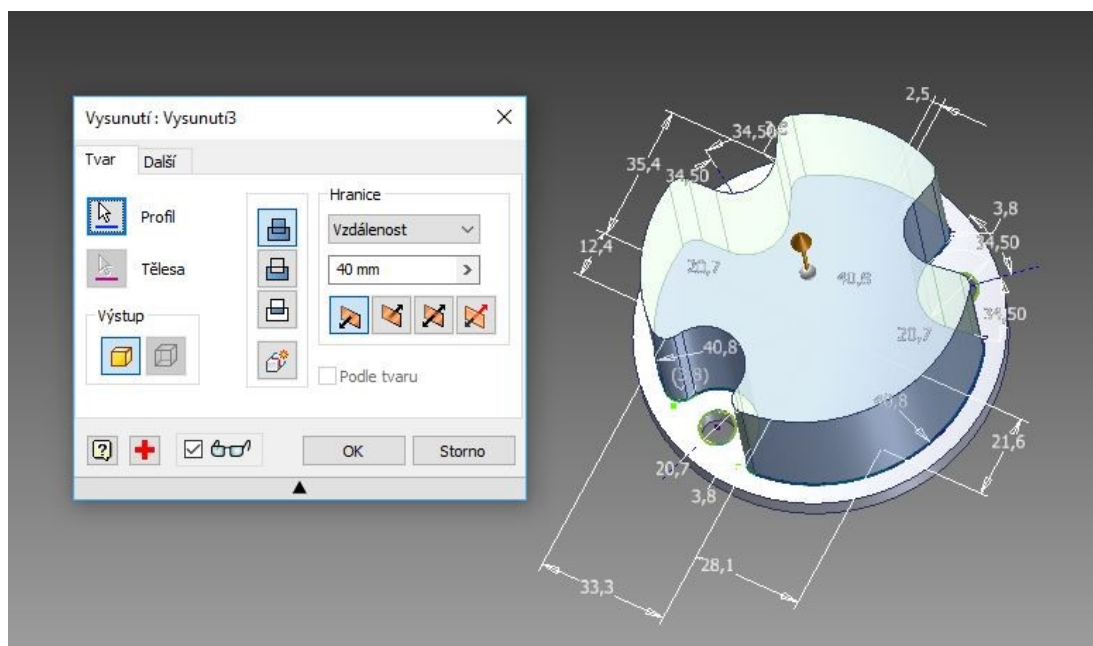 Vysunutí : Vysunutí3
Tvar
Další
Profil
Tělesa
Výstup
Hranice
Vzdálenost
40 mm
Podle tvaru
OK
Storno
2,5
34,50
35,4
34,50
3,8
12,4
34,50
20,7
40,8
34,50
20,7
40,8
(3,8)
40,8
21,6
20,7
3,8
28,1
33,3